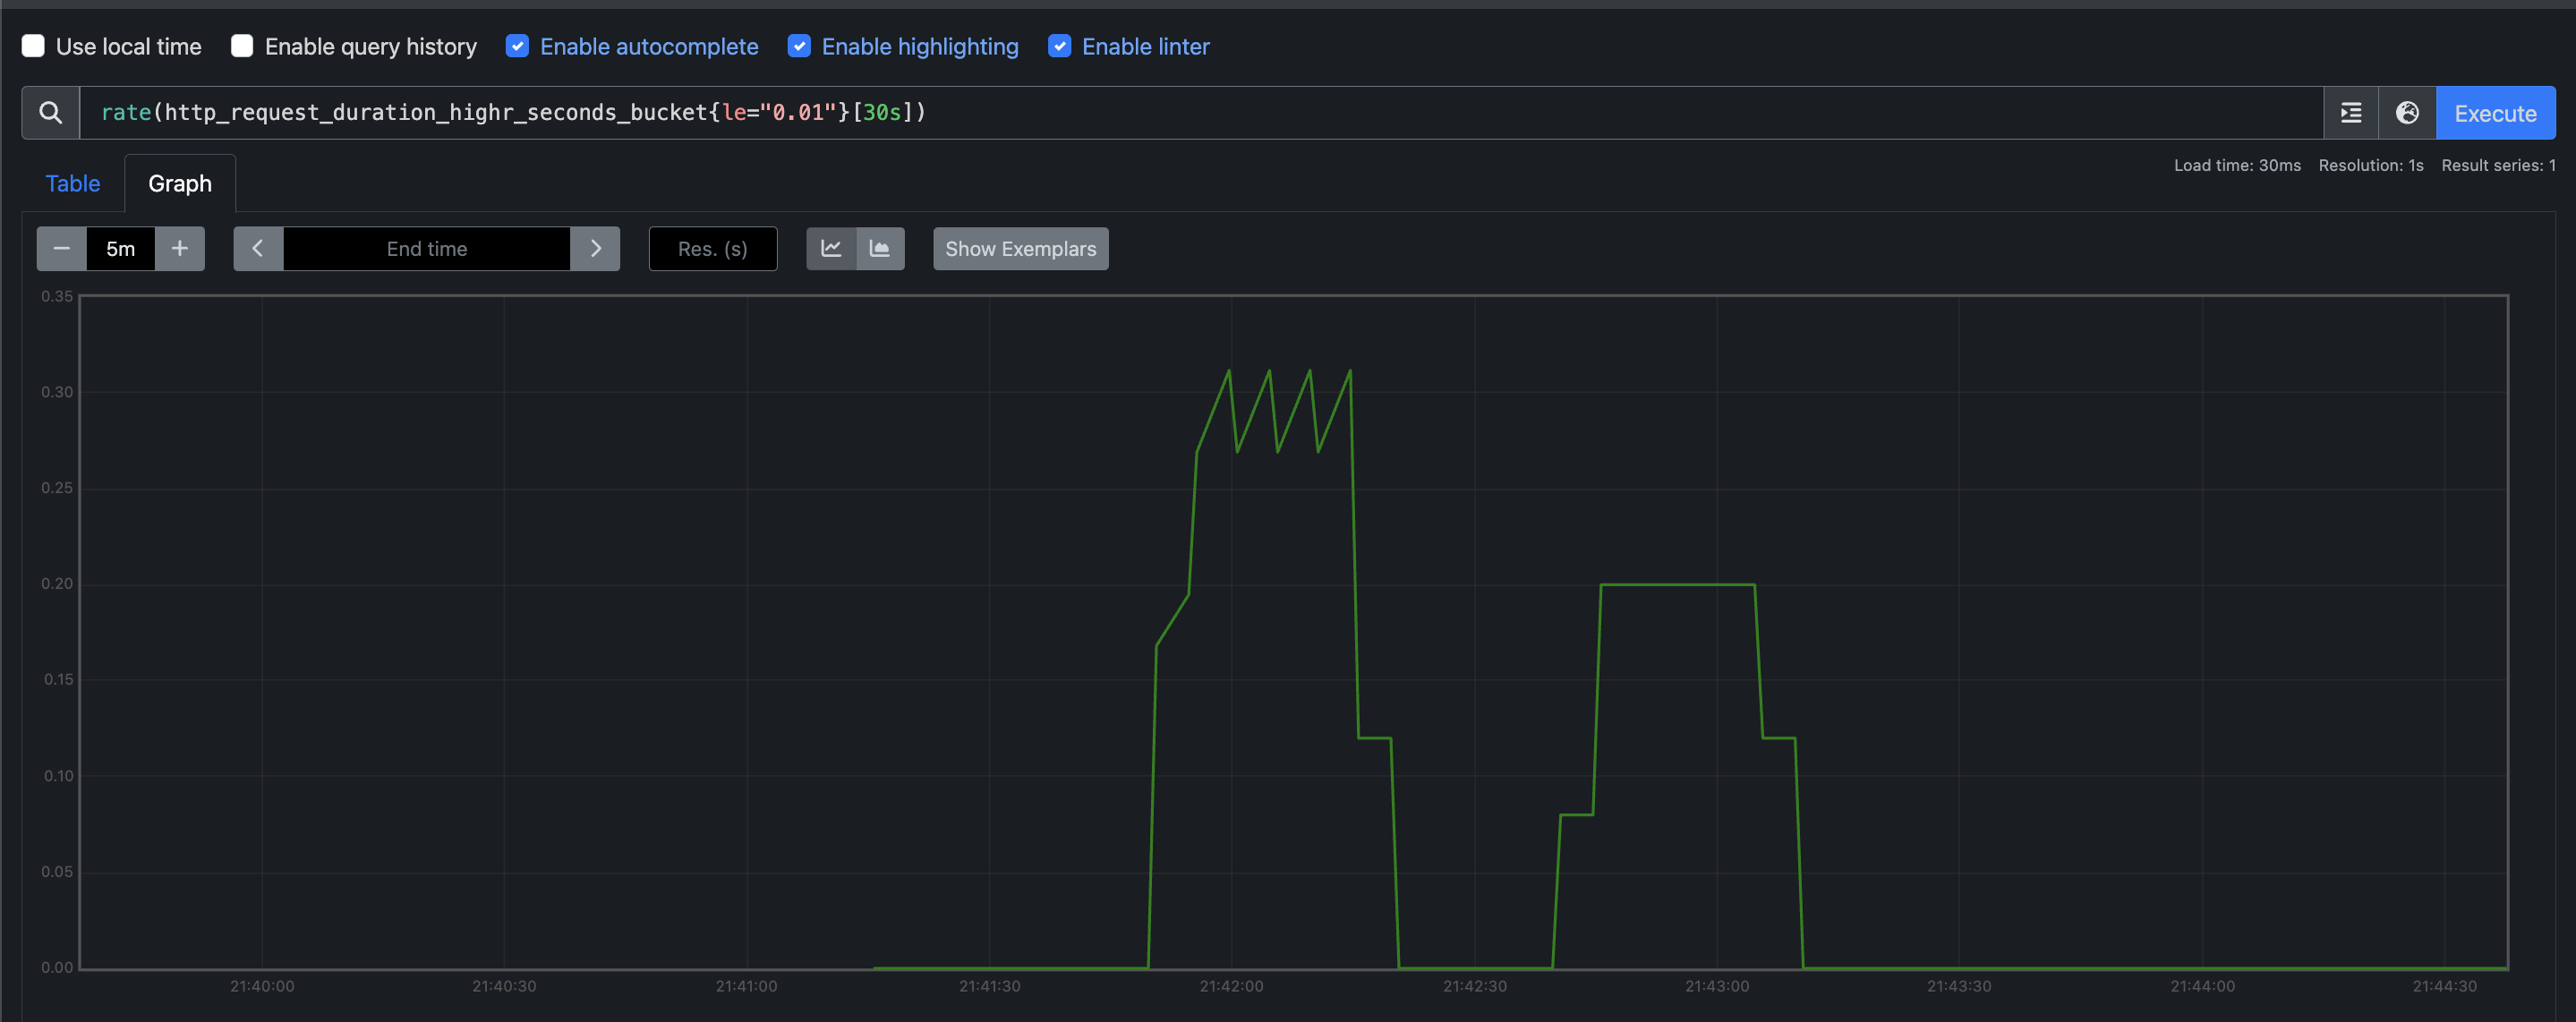 Use local time Enable query history Enable autocomplete Enable highlighting Enable linter
rate(http_request_duration_highr_seconds_bucket{le="0.01"}[30s])
Execute
Table Graph
Load time: 30ms Resolution: 1s Result series: 1
5m
End time
Res. (s)
Show Exemplars
0.35
0.30
0.25
0.20
0.15
0.10
0.05
0.00
21:40:00 21:40:30 21:41:00 21:41:30 21:42:00 21:42:30 21:43:00 21:43:30 21:44:00 21:44:30